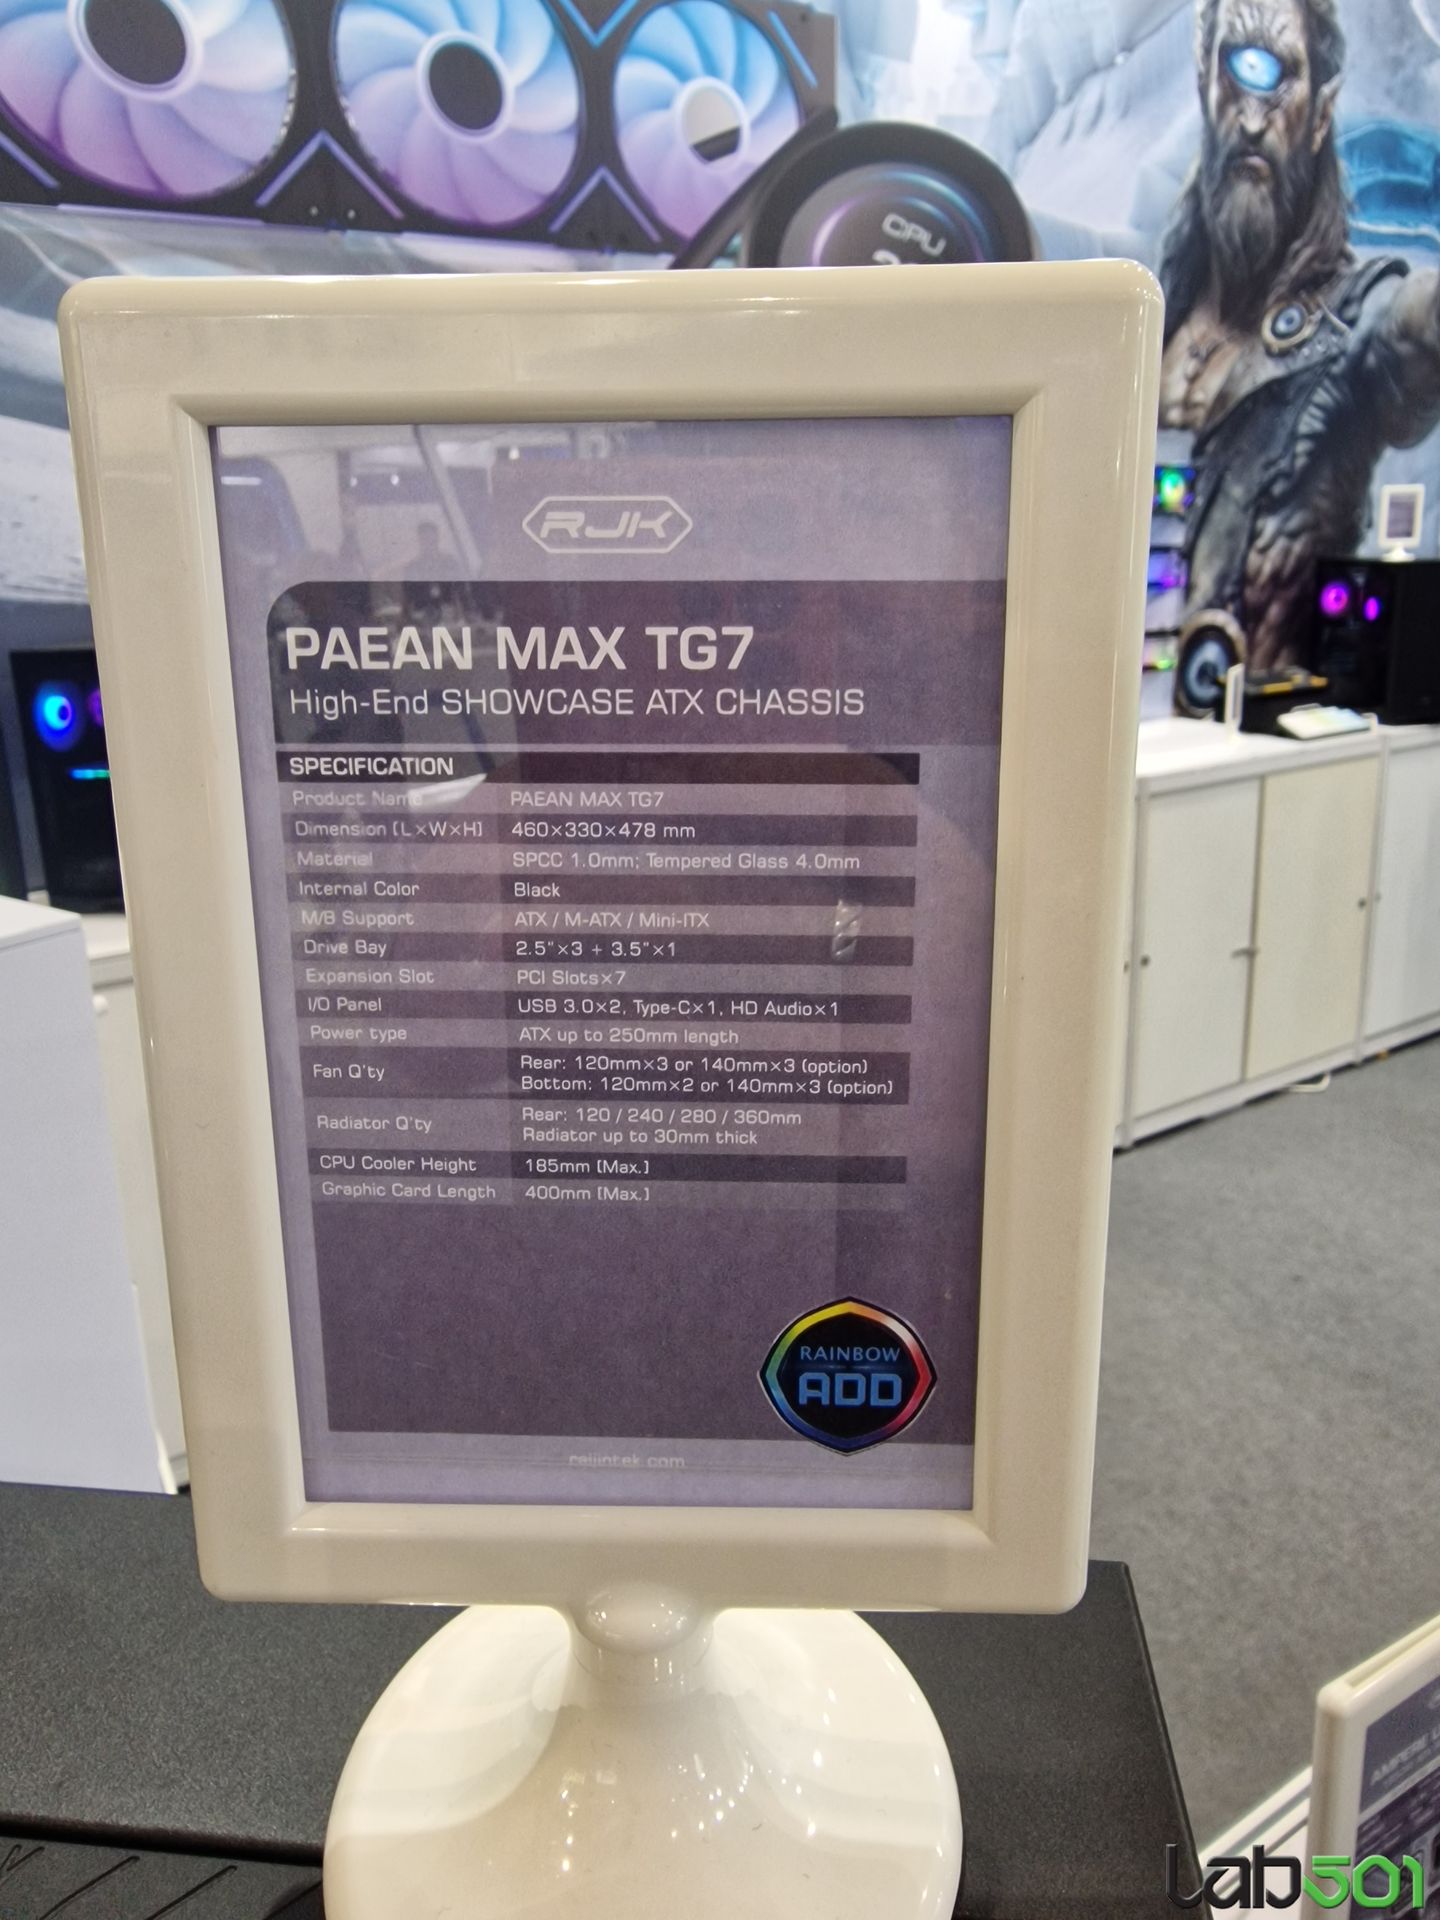 CPU
RJK
PAEAN MAX TG7
High-End SHOWCASE ATX CHASSIS
SPECIFICATION
Product Name PAEAN MAX TG7
Dimension (L×W×H) 460×330×478 mm
Material SPCC 1.0mm; Tempered Glass 4.0mm
Internal Color Black
M/B Support ATX / M-ATX / Mini-ITX
Drive Bay 2.5"×3 + 3.5"×1
Expansion Slot PCI Slots×7
I/O Panel USB 3.0×2, Type-C×1, HD Audio×1
Power type ATX up to 250mm length
Fan Q'ty Rear: 120mm×3 or 140mm×3 (option)
Bottom: 120mm×2 or 140mm×3 (option)
Radiator Q'ty Rear: 120 / 240 / 280 / 360mm
Radiator up to 30mm thick
CPU Cooler Height 185mm (Max.)
Graphic Card Length 400mm (Max.)
RAINBOW
ADD
raijintek.com
Lab501